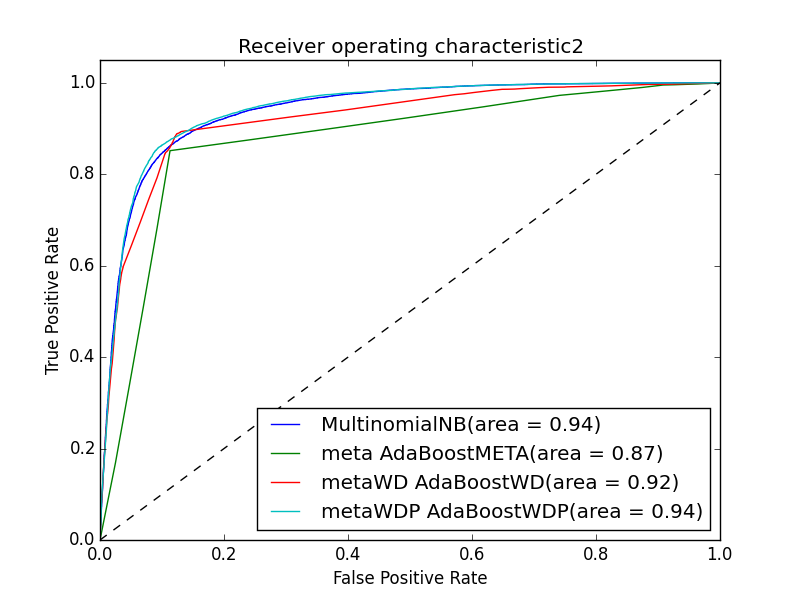 Receiver operating characteristic2
1.0
0.8
0.6
0.4
0.2
0.0
True Positive Rate
MultinomialNB(area = 0.94)
meta AdaBoostMETA(area = 0.87)
metaWD AdaBoostWD(area = 0.92)
metaWDP AdaBoostWDP(area = 0.94)
0.0 0.2 0.4 0.6 0.8 1.0
False Positive Rate